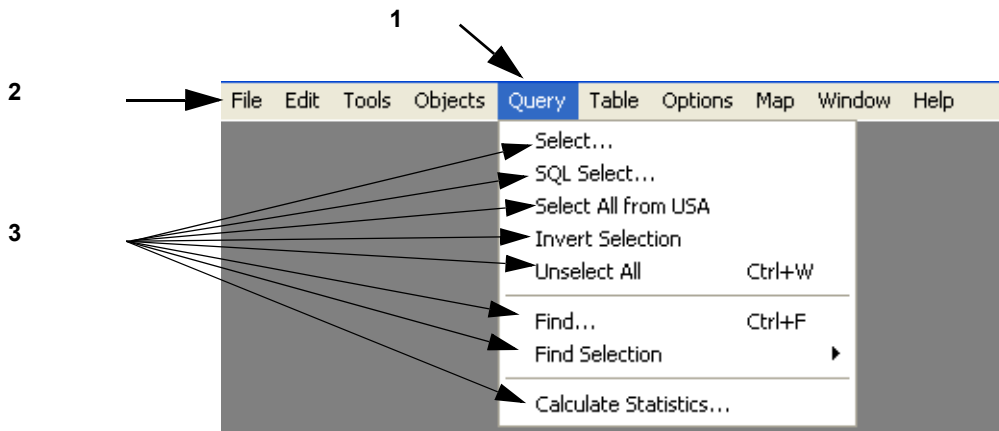 1
2
File Edit Tools Objects Query Table Options Map Window Help
Select...
SQL Select...
Select All from USA
3
Invert Selection
Unselect All Ctrl+W
Find... Ctrl+F
Find Selection
Calculate Statistics...